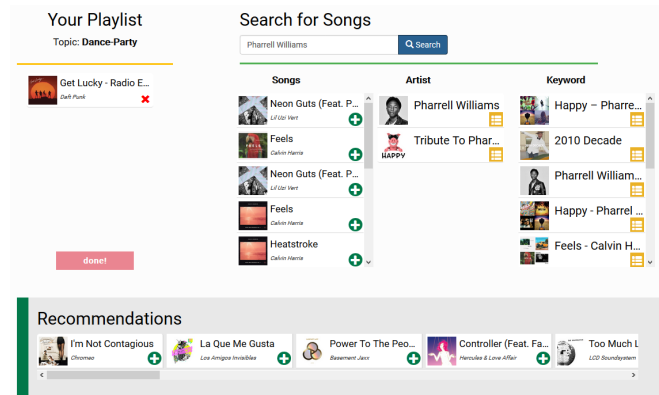 Your Playlist
Topic: Dance-Party
Get Lucky - Radio E...
Daft Punk
done!
Search for Songs
Pharrell Williams
Search
Songs
Neon Guts (Feat. P...
Lil Uzi Vert
Feels
Calvin Harris
Neon Guts (Feat. P...
Lil Uzi Vert
Feels
Calvin Harris
Heatstroke
Calvin Harris
Artist
Pharrell Williams
HAPPY
Tribute To Phar...
Keyword
Happy – Pharre...
2010 Decade
Pharrell William...
Happy - Pharrel ...
Feels - Calvin H...
Recommendations
I'm Not Contagious
Chromeo
La Que Me Gusta
Los Amigos Invisibles
Power To The Peo...
Basement Jaxx
Controller (Feat. Fa...
Hercules & Love Affair
Too Much L
LCD Soundsystem